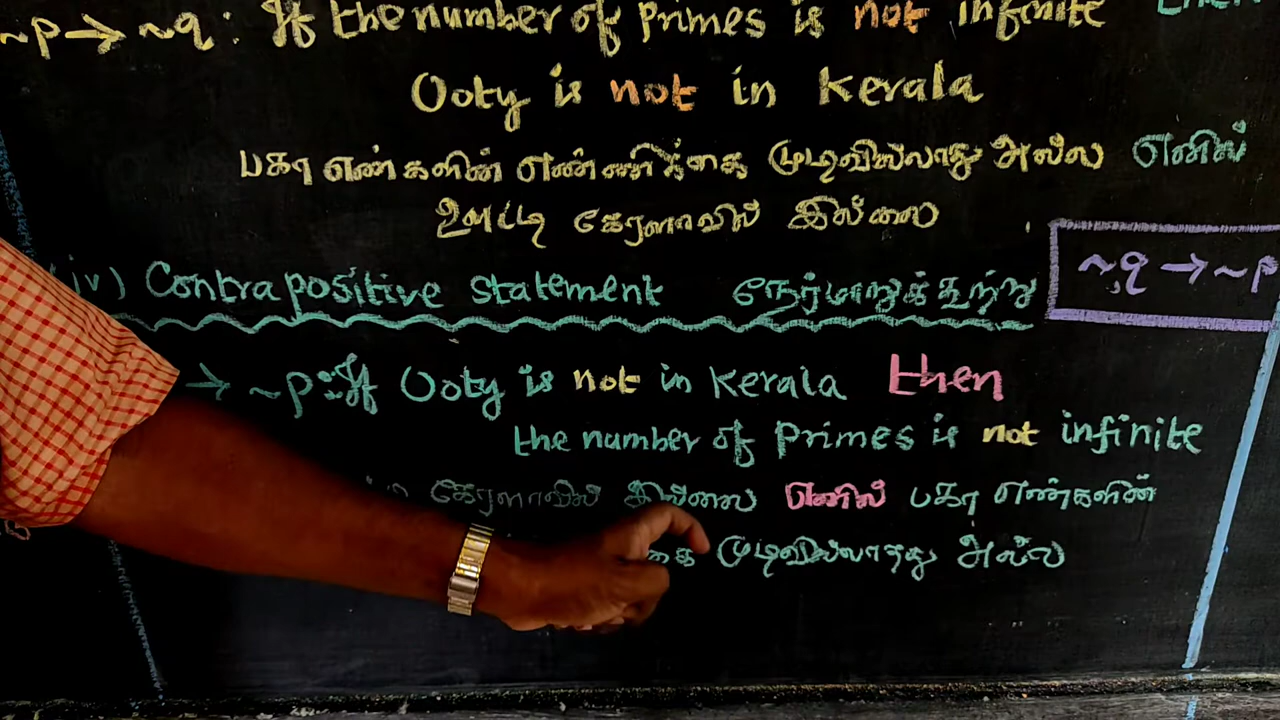 ~p → ~q : If the number of primes is not infinite then
Ooty is not in Kerala
பகா எண்களின் எண்ணிக்கை முடிவில்லாது அல்ல எனில்
ஊட்டி கேரளாவில் இல்லை
(iv) Contrapositive statement நேர்மாறுக்கூற்று ~q → ~p
→ ~p : If Ooty is not in Kerala then
the number of primes is not infinite
கேரளாவில் இல்லை எனில் பகா எண்களின்
கை முடிவில்லாதது அல்ல